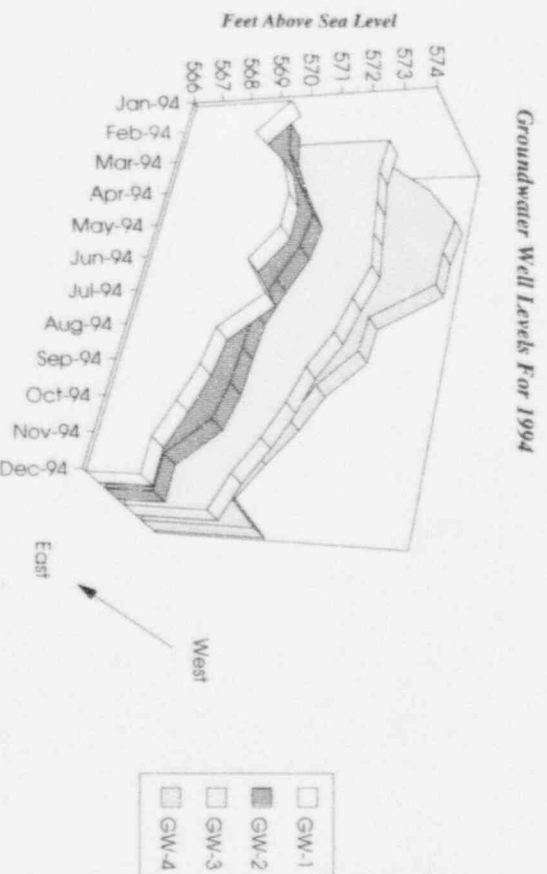 Groundwater Well Levels For 1994
Feet Above Sea Level
574
573
572
571
570
569
568
567
566
Jan-94
Feb-94
Mar-94
Apr-94
May-94
Jun-94
Jul-94
Aug-94
Sep-94
Oct-94
Nov-94
Dec-94
West
East
GW-1
GW-2
GW-3
GW-4